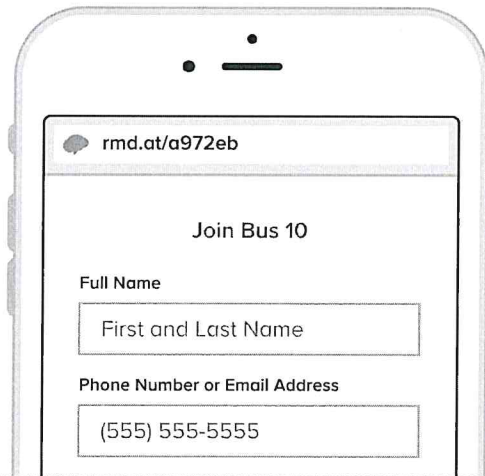 rmd.at/a972eb
Join Bus 10
Full Name
First and Last Name
Phone Number or Email Address
(555) 555-5555